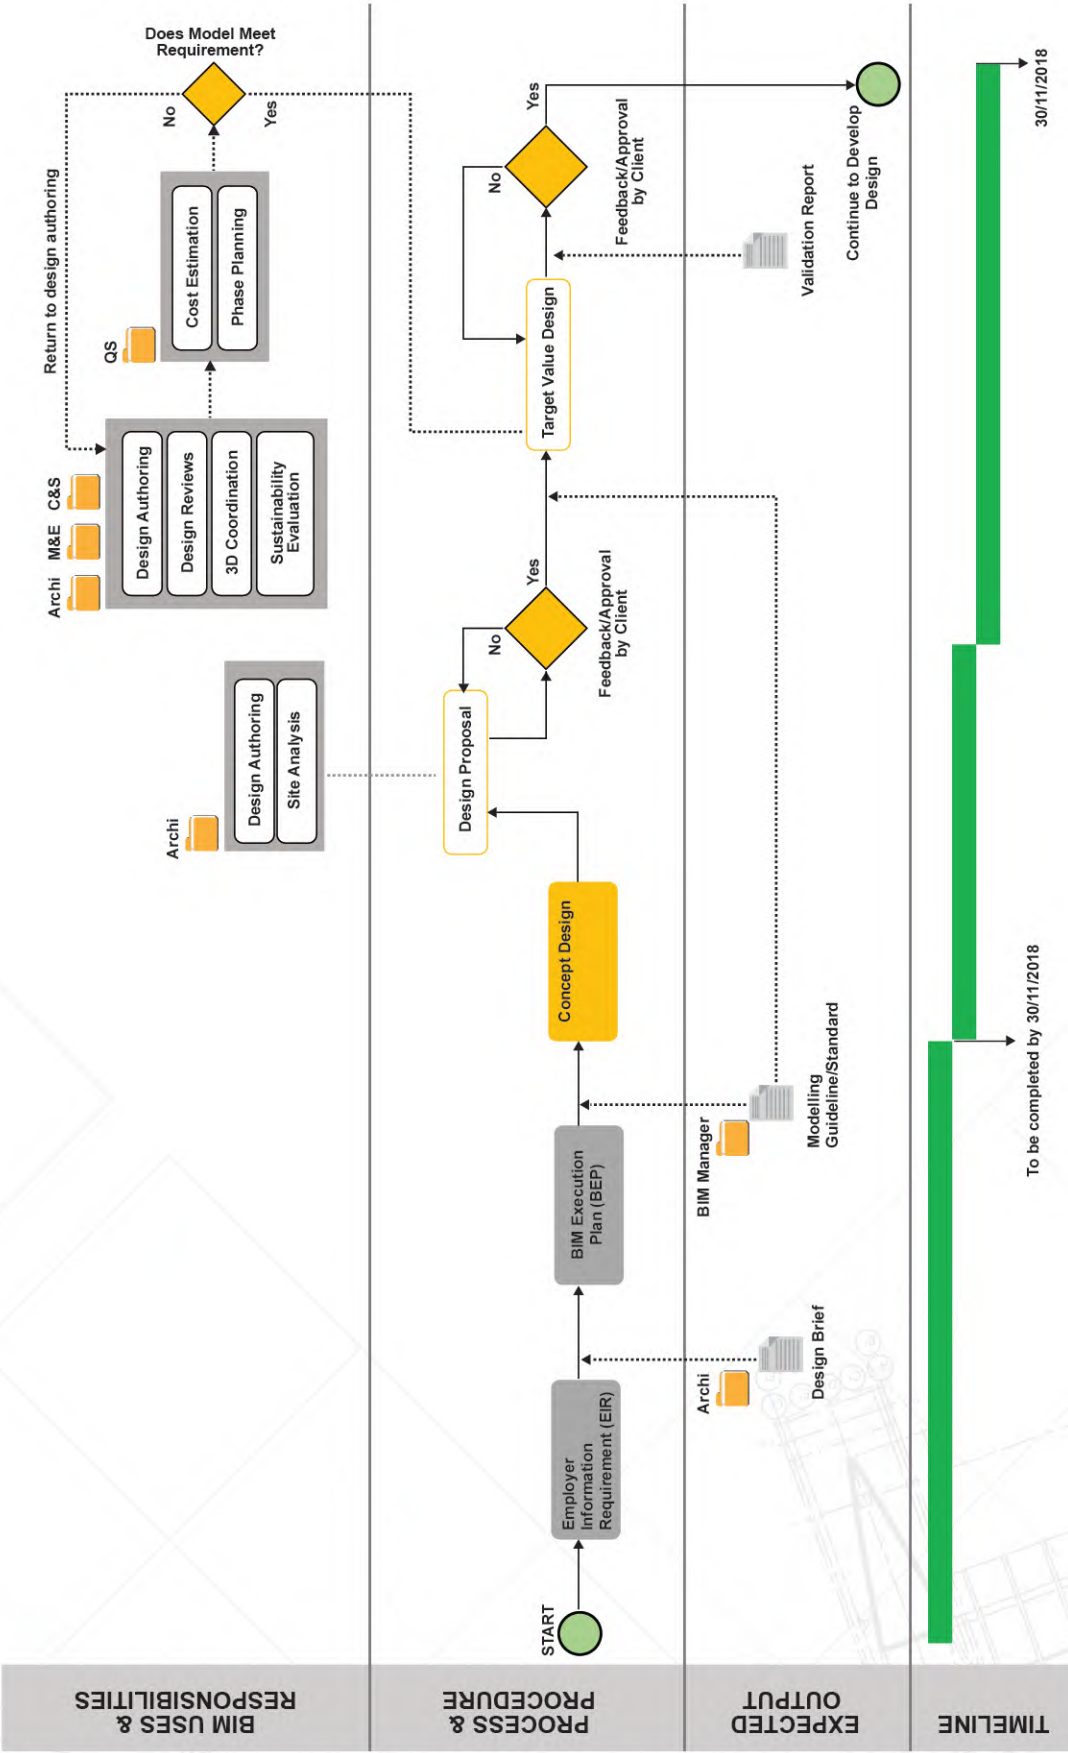 BIM USES &
RESPONSIBILITIES
Archi
Design Authoring
Site Analysis
Archi
M&E
C&S
Design Authoring
Design Reviews
3D Coordination
Sustainability
Evaluation
Return to design authoring
QS
Cost Estimation
Phase Planning
Does Model Meet
Requirement?
No
Yes
PROCESS &
PROCEDURE
START
Employer
Information
Requirement (EIR)
BIM Execution
Plan (BEP)
Concept Design
Design Proposal
No
Yes
Feedback/Approval
by Client
Target Value Design
No
Yes
Feedback/Approval
by Client
EXPECTED
OUTPUT
Archi
Design Brief
BIM Manager
Modelling
Guideline/Standard
Validation Report
Continue to Develop
Design
TIMELINE
To be completed by 30/11/2018
30/11/2018